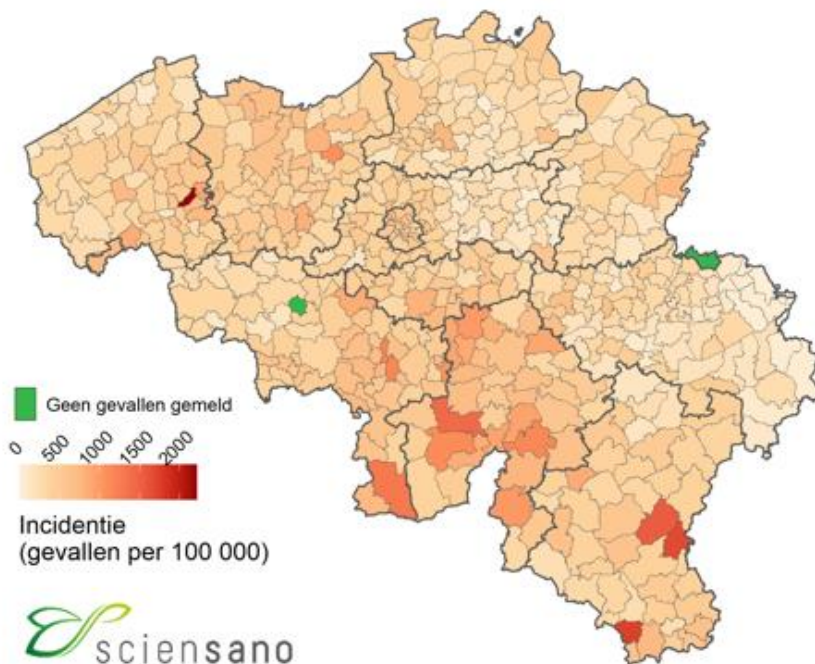 Geen gevallen gemeld
0 500 1000 1500 2000
Incidentie
(gevallen per 100 000)
sciensano